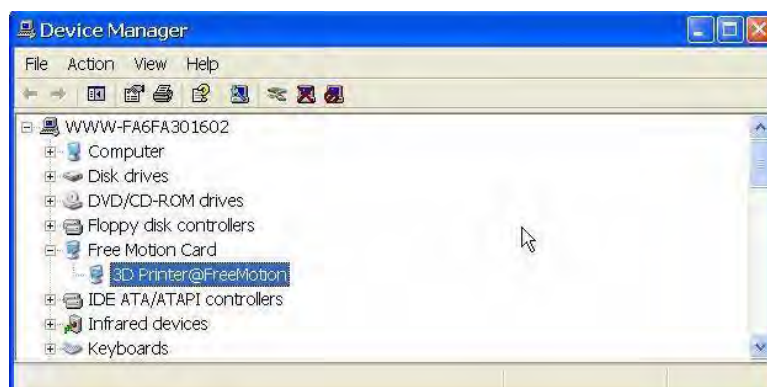 Device Manager
File Action View Help
WWW-FA6FA301602
Computer
Disk drives
DVD/CD-ROM drives
Floppy disk controllers
Free Motion Card
3D Printer@FreeMotion
IDE ATA/ATAPI controllers
Infrared devices
Keyboards